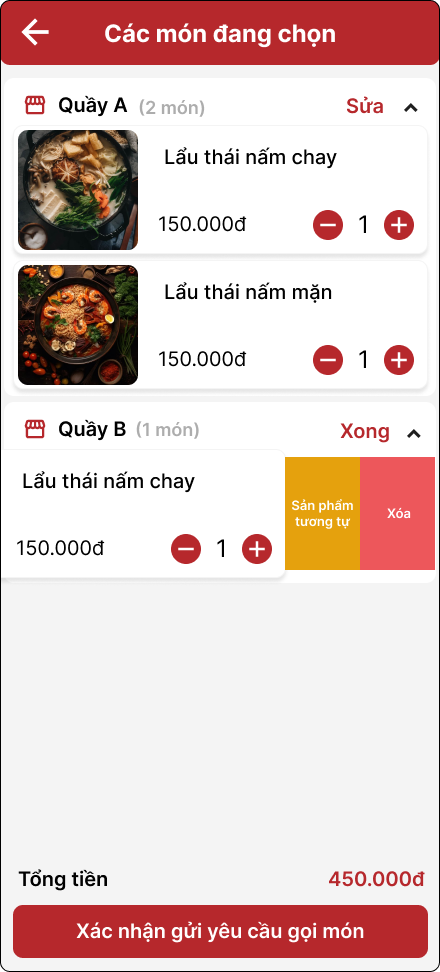 Các món đang chọn
Quầy A (2 món) Sửa
Lẩu thái nấm chay
150.000đ 1
Lẩu thái nấm mặn
150.000đ 1
Quầy B (1 món) Xong
Lẩu thái nấm chay
150.000đ 1
Sản phẩm
tương tự
Xóa
Tổng tiền 450.000đ
Xác nhận gửi yêu cầu gọi món